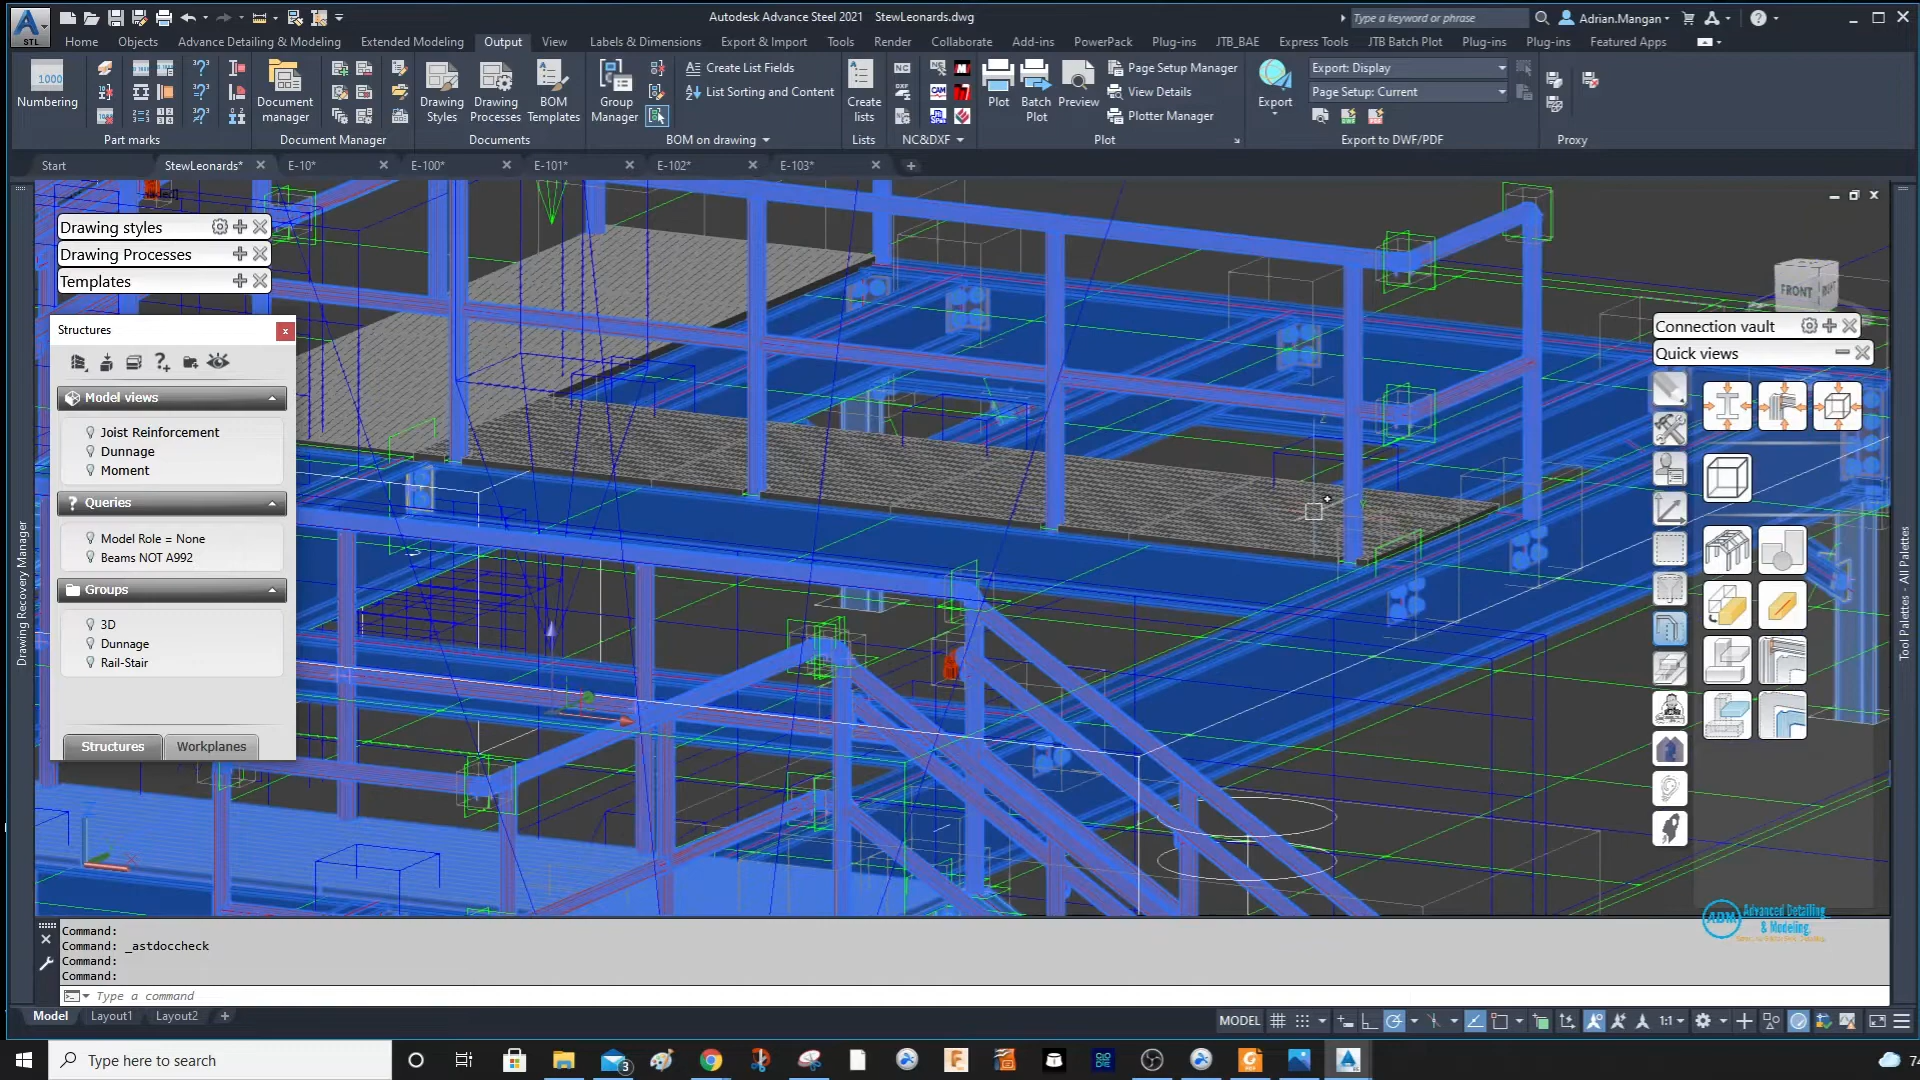 STL
Autodesk Advance Steel 2021 StewLeonards.dwg
Type a keyword or phrase
Adrian.Mangan
Home Objects Advance Detailing & Modeling Extended Modeling Output View Labels & Dimensions Export & Import Tools Render Collaborate Add-ins PowerPack Plug-ins JTB_BAE Express Tools JTB Batch Plot Plug-ins Plug-ins Featured Apps
1000
Numbering
Document manager
Drawing Styles
Drawing Processes
BOM Templates
Group Manager
Create List Fields
List Sorting and Content
Create lists
NC
DXF
CAM
Plot
Batch Plot
Preview
Page Setup Manager
View Details
Plotter Manager
Export
Export: Display
Page Setup: Current
Part marks Document Manager Documents BOM on drawing Lists NC&DXF Plot Export to DWF/PDF Proxy
Start StewLeonards* E-10* E-100* E-101* E-102* E-103*
Drawing styles
Drawing Processes
Templates
Structures
Model views
Joist Reinforcement
Dunnage
Moment
Queries
Model Role = None
Beams NOT A992
Groups
3D
Dunnage
Rail-Stair
Structures Workplanes
Drawing Recovery Manager
FRONT
Connection vault
Quick views
Tool Palettes - All Palettes
ADM Advanced Detailing
& Modeling
Command:
Command: _astdoccheck
Command:
Command:
Type a command
Model Layout1 Layout2
MODEL
1:1
Type here to search
3